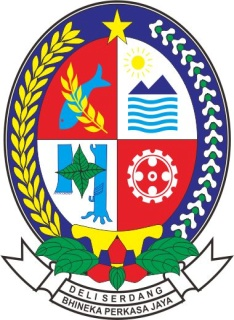 DELI SERDANG
BHINEKA PERKASA JAYA